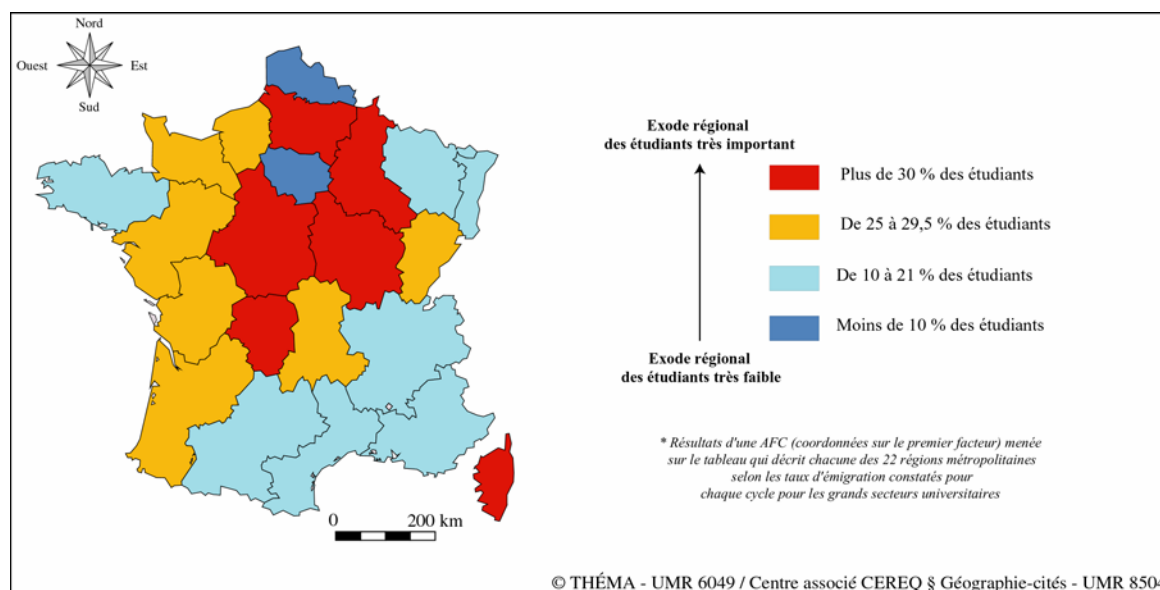 Nord
Ouest
Est
Sud
Exode régional
des étudiants très important
Plus de 30 % des étudiants
De 25 à 29,5 % des étudiants
De 10 à 21 % des étudiants
Moins de 10 % des étudiants
Exode régional
des étudiants très faible
* Résultats d'une AFC (coordonnées sur le premier facteur) menée
sur le tableau qui décrit chacune des 22 régions métropolitaines
selon les taux d'émigration constatés pour
chaque cycle pour les grands secteurs universitaires
0 200 km
© THÉMA - UMR 6049 / Centre associé CEREQ § Géographie-cités - UMR 8504